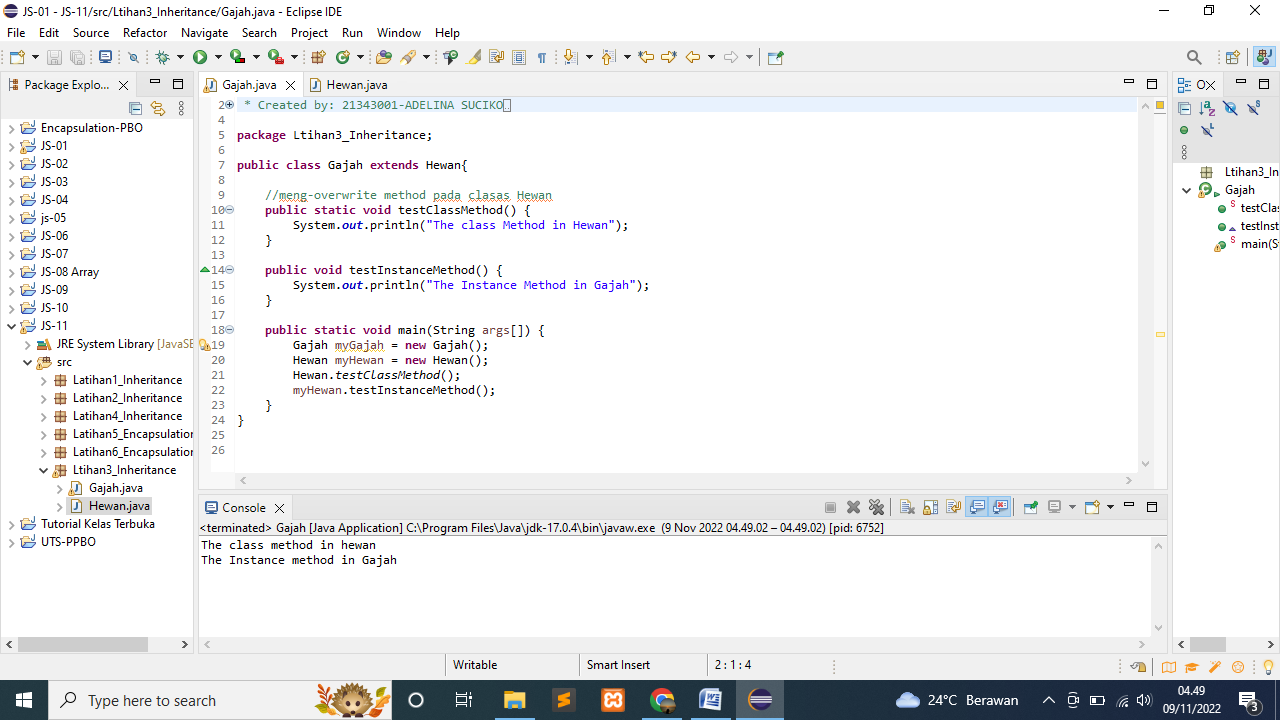 JS-01 - JS-11/src/Ltihan3_Inheritance/Gajah.java - Eclipse IDE
File Edit Source Refactor Navigate Search Project Run Window Help
Package Explo...
Encapsulation-PBO
JS-01
JS-02
JS-03
JS-04
js-05
JS-06
JS-07
JS-08 Array
JS-09
JS-10
JS-11
JRE System Library [JavaSE
src
Latihan1_Inheritance
Latihan2_Inheritance
Latihan4_Inheritance
Latihan5_Encapsulation
Latihan6_Encapsulation
Ltihan3_Inheritance
Gajah.java
Hewan.java
Tutorial Kelas Terbuka
UTS-PPBO
Gajah.java Hewan.java
2 * Created by: 21343001-ADELINA SUCIKO
4
5 package Ltihan3_Inheritance;
6
7 public class Gajah extends Hewan{
8
9 //meng-overwrite method pada clasas Hewan
10 public static void testClassMethod() {
11 System.out.println("The class Method in Hewan");
12 }
13
14 public void testInstanceMethod() {
15 System.out.println("The Instance Method in Gajah");
16 }
17
18 public static void main(String args[]) {
19 Gajah myGajah = new Gajah();
20 Hewan myHewan = new Hewan();
21 Hewan.testClassMethod();
22 myHewan.testInstanceMethod();
23 }
24 }
25
26
Console
<terminated> Gajah [Java Application] C:\Program Files\Java\jdk-17.0.4\bin\javaw.exe (9 Nov 2022 04.49.02 – 04.49.02) [pid: 6752]
The class method in hewan
The Instance method in Gajah
O
Ltihan3_In
Gajah
testClas
testInst
main(S
Writable Smart Insert 2 : 1 : 4
Type here to search
24°C Berawan
04.49
09/11/2022
3